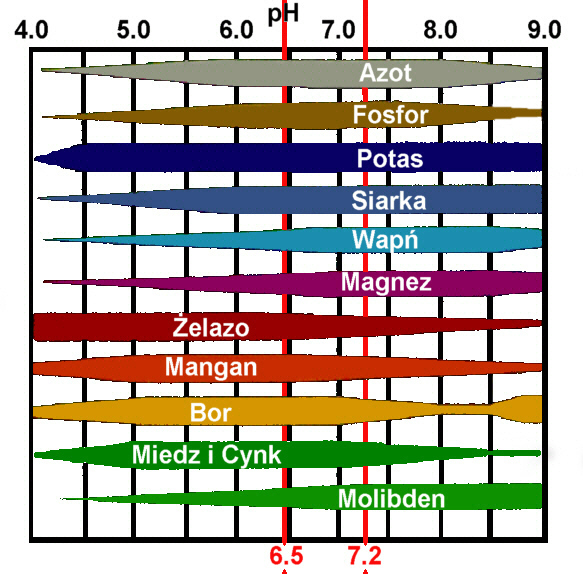 pH
4.0 5.0 6.0 7.0 8.0 9.0
Azot
Fosfor
Potas
Siarka
Wapń
Magnez
Żelazo
Mangan
Bor
Miedz i Cynk
Molibden
6.5 7.2